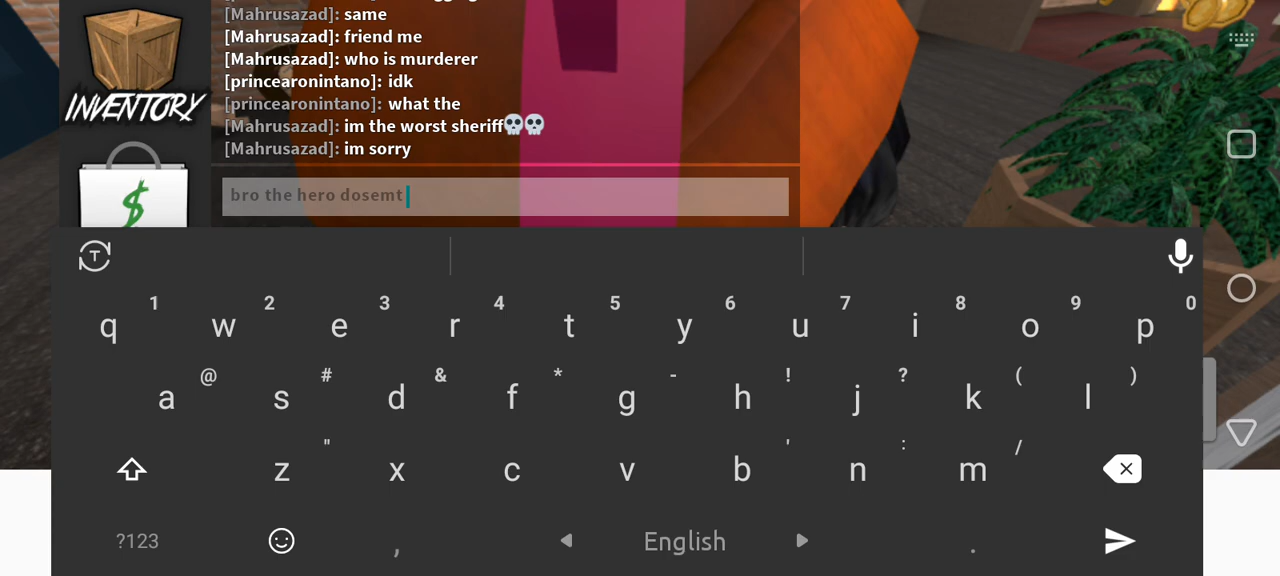 [Mahrusazad]: same
[Mahrusazad]: friend me
[Mahrusazad]: who is murderer
[princearonintano]: idk
[princearonintano]: what the
[Mahrusazad]: im the worst sheriff💀💀
[Mahrusazad]: im sorry
INVENTORY
$
bro the hero dosemt
T
1 2 3 4 5 6 7 8 9 0
q w e r t y u i o p
@ # & * - ! ? ( )
a s d f g h j k l
" ' : /
z x c v b n m
?123 , English .